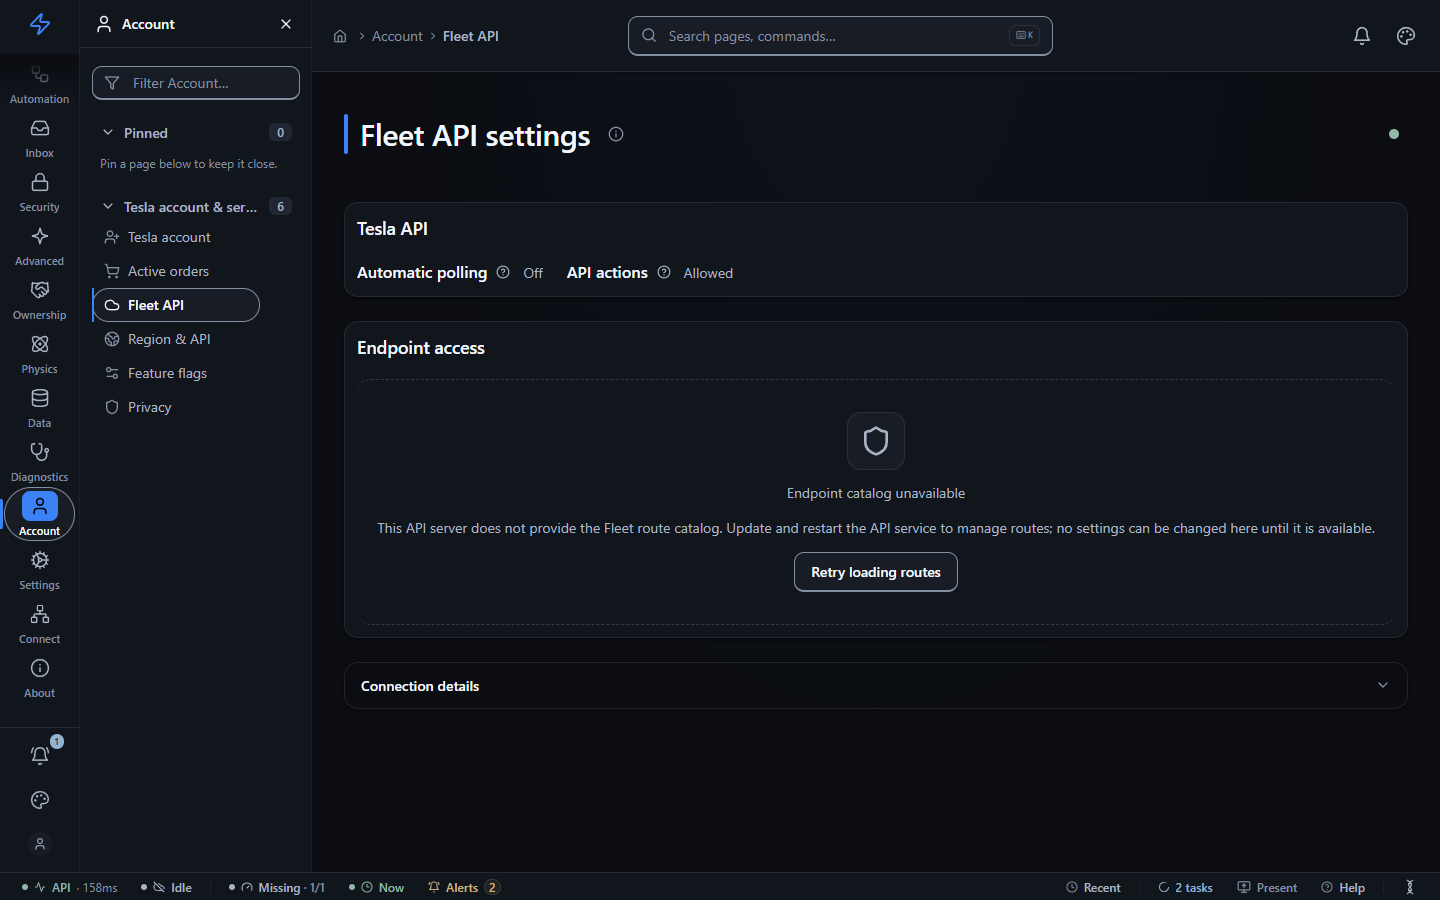 Account
Account
Fleet API
Search pages, commands...
K
Automation
Inbox
Security
Advanced
Ownership
Physics
Data
Diagnostics
Account
Settings
Connect
About
1
Filter Account...
Pinned
0
Pin a page below to keep it close.
Tesla account & ser...
6
Tesla account
Active orders
Fleet API
Region & API
Feature flags
Privacy
Fleet API settings
Tesla API
Automatic polling
Off
API actions
Allowed
Endpoint access
Endpoint catalog unavailable
This API server does not provide the Fleet route catalog. Update and restart the API service to manage routes; no settings can be changed here until it is available.
Retry loading routes
Connection details
API · 158ms
Idle
Missing · 1/1
Now
Alerts 2
Recent
2 tasks
Present
Help